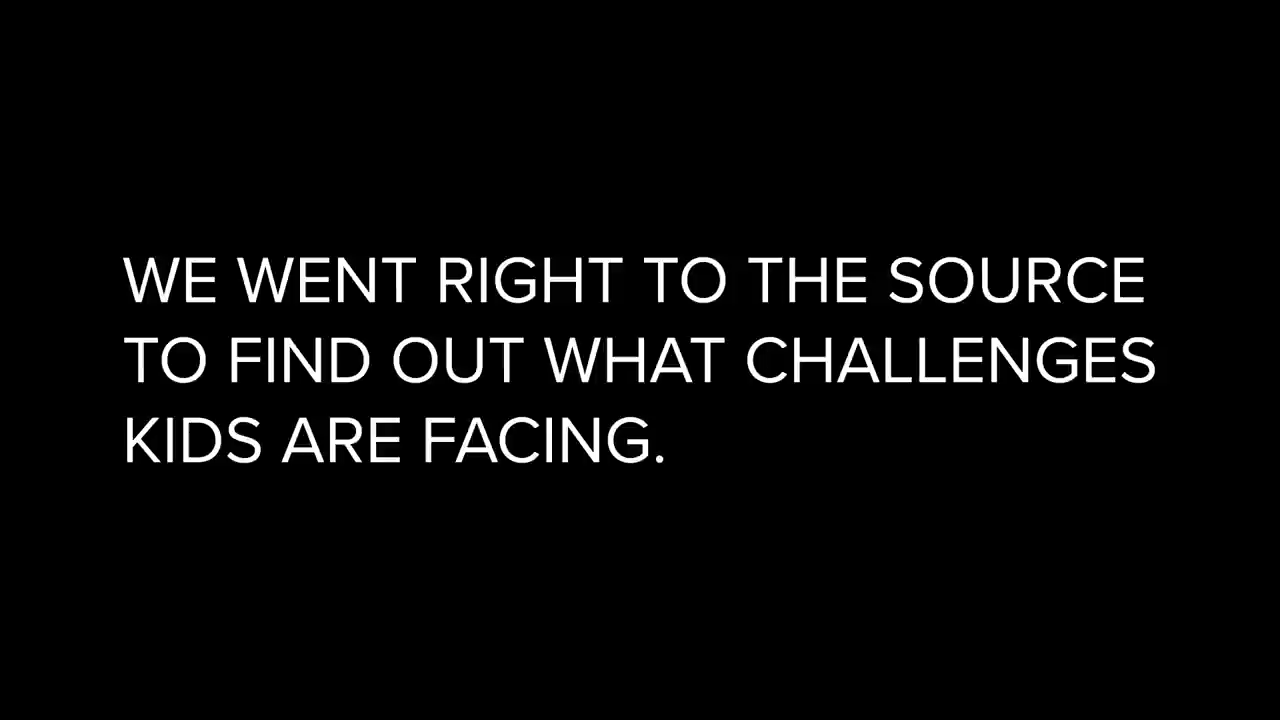 WE WENT RIGHT TO THE SOURCE
TO FIND OUT WHAT CHALLENGES
KIDS ARE FACING.